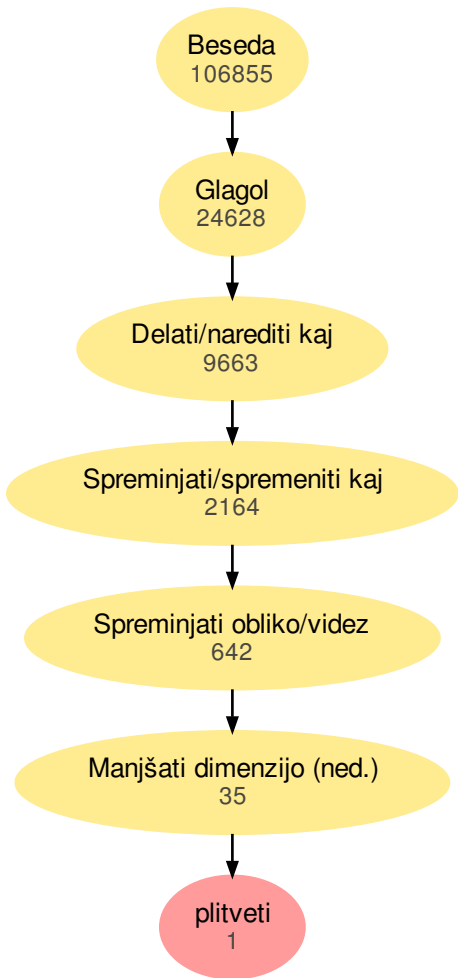 Beseda
106855
Glagol
24628
Delati/narediti kaj
9663
Spreminjati/spremeniti kaj
2164
Spreminjati obliko/videz
642
Manjšati dimenzijo (ned.)
35
plitveti
1